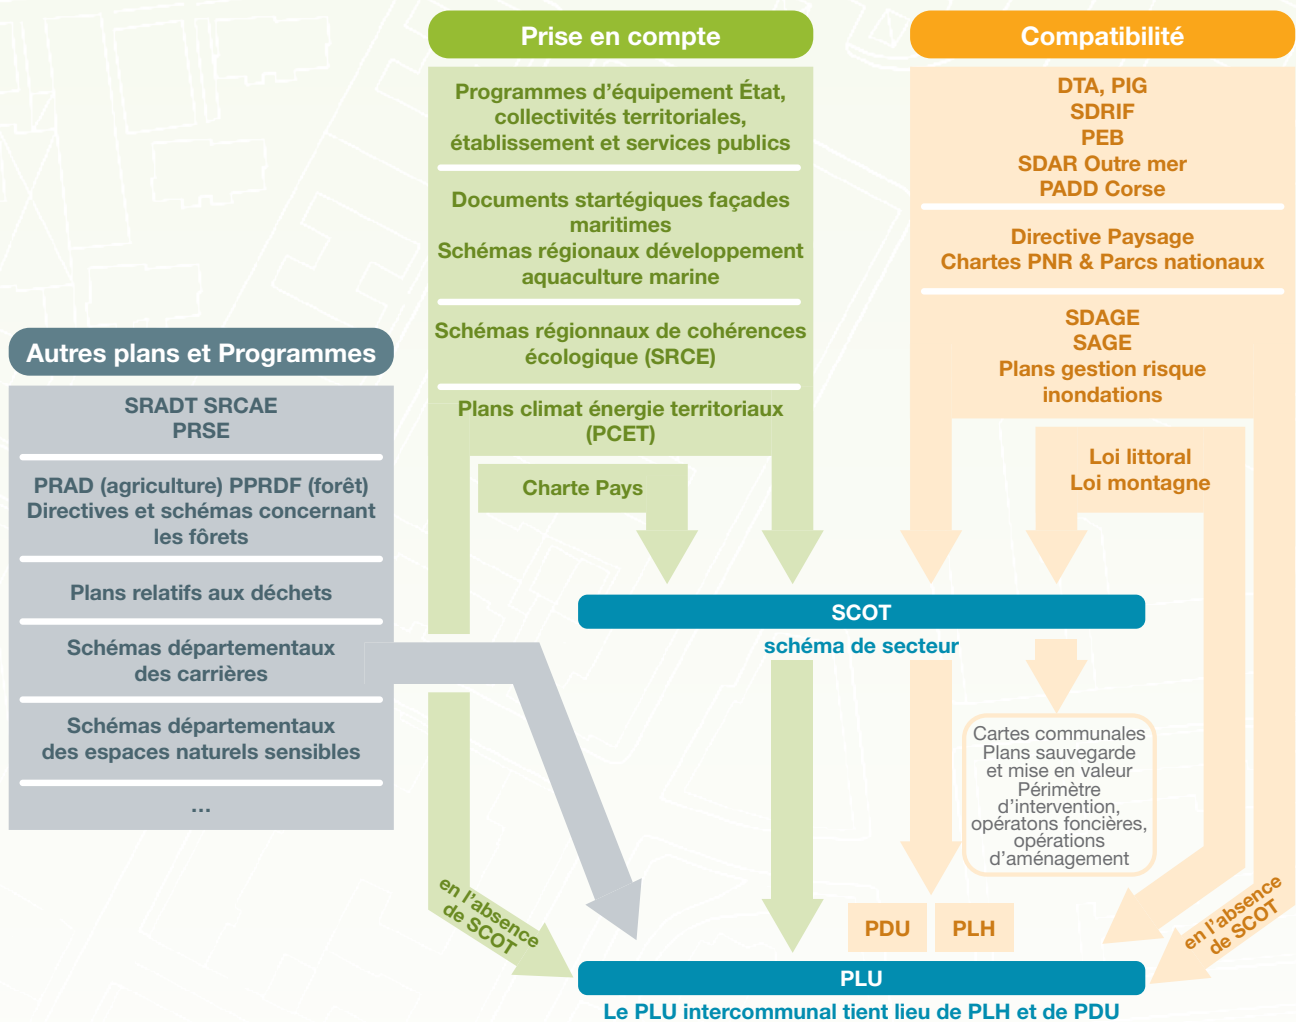 Prise en compte
Programmes d'équipement État,
collectivités territoriales,
établissement et services publics
Documents startégiques façades
maritimes
Schémas régionaux développement
aquaculture marine
Schémas régionnaux de cohérences
écologique (SRCE)
Plans climat énergie territoriaux
(PCET)
Charte Pays
Compatibilité
DTA, PIG
SDRIF
PEB
SDAR Outre mer
PADD Corse
Directive Paysage
Chartes PNR & Parcs nationaux
SDAGE
SAGE
Plans gestion risque
inondations
Loi littoral
Loi montagne
Autres plans et Programmes
SRADT SRCAE
PRSE
PRAD (agriculture) PPRDF (forêt)
Directives et schémas concernant
les fôrets
Plans relatifs aux déchets
Schémas départementaux
des carrières
Schémas départementaux
des espaces naturels sensibles
...
SCOT
schéma de secteur
Cartes communales
Plans sauvegarde
et mise en valeur
Périmètre
d'intervention,
opératons foncières,
opérations
d'aménagement
en l'absence
de SCOT
PDU
PLH
en l'absence
de SCOT
PLU
Le PLU intercommunal tient lieu de PLH et de PDU